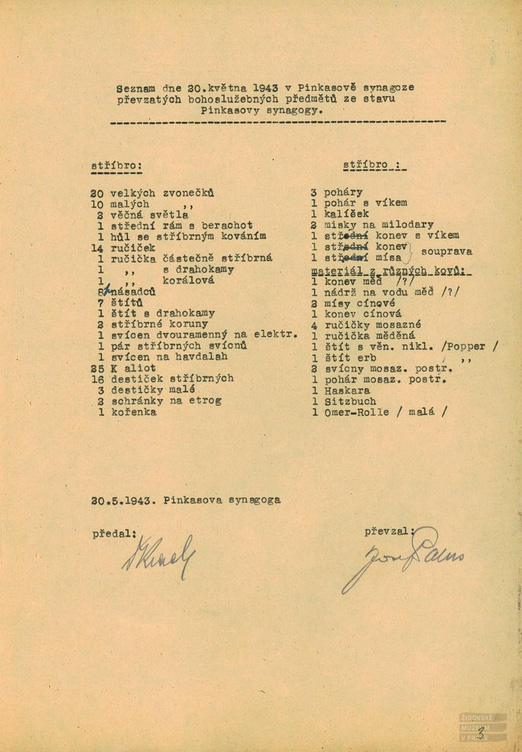 Seznam dne 20.května 1943 v Pinkasově synagoze
převzatých bohoslužebných předmětů ze stavu
Pinkasovy synagogy.
stříbro:
20 velkých zvonečků
10 malých ,,
2 věčná světla
1 střední rám s berachot
1 hůl se stříbrným kováním
14 ručiček
1 ručička částečně stříbrná
1 ,, s drahokamy
1 ,, korálová
8 násadců
7 štítů
1 štít s drahokamy
2 stříbrné koruny
1 svícen dvouramenný na elektr.
1 pár stříbrných svícnů
1 svícen na havdalah
25 K aliot
16 destiček stříbrných
3 destičky malé
2 schránky na etrog
1 kořenka
stříbro :
3 poháry
1 pohár s víkem
1 kalíšek
2 misky na milodary
1 střední konev s víkem
1 střední konev
1 střední mísa
souprava
materiál z různých kovů:
1 konev měď /?/
1 nádrž na vodu měď /?/
2 mísy cínové
1 konev cínová
4 ručičky mosazné
1 ručička měděná
1 štít s věn. nikl. /Popper /
1 štít erb / ,,
2 svícny mosaz. postr.
1 pohár mosaz. postr.
1 Haskara
1 Sitzbuch
1 Omer-Rolle / malá /
20.5.1943. Pinkasova synagoga
předal:
převzal:
ŽIDOVSKÉ
MUZEUM
V PRAZE
3